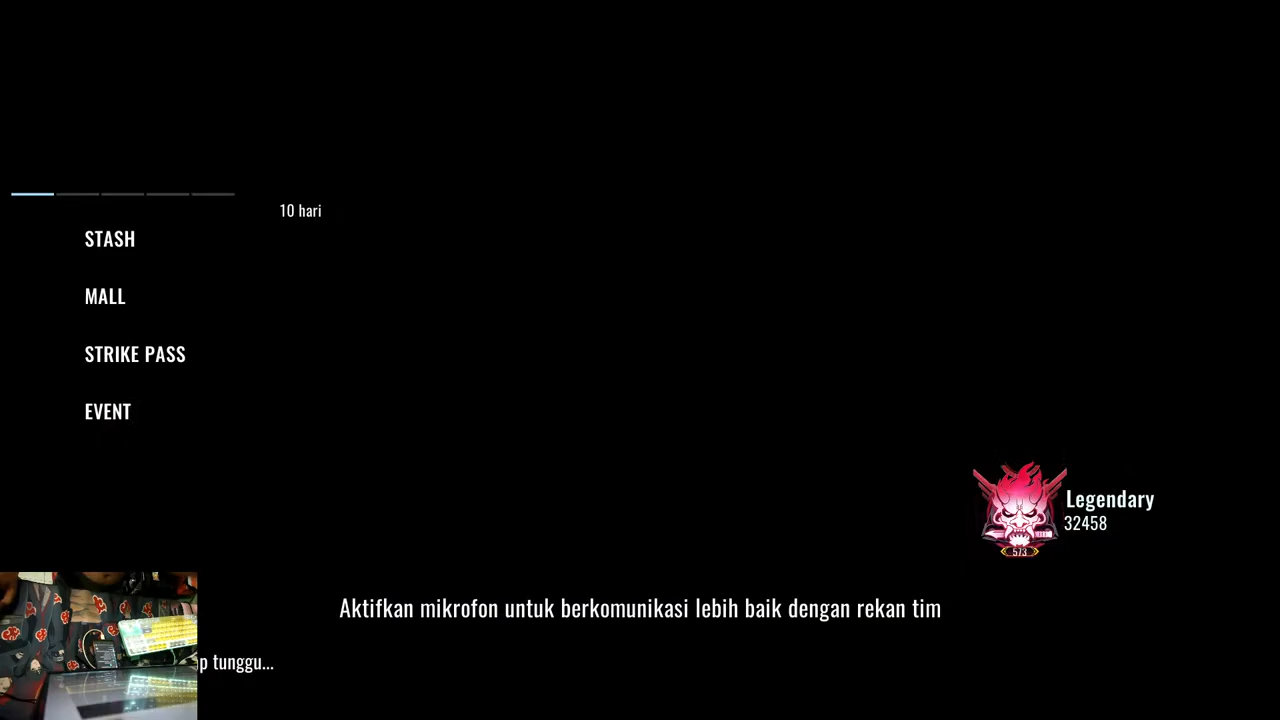 10 hari
STASH
MALL
STRIKE PASS
EVENT
Legendary
32458
573
Aktifkan mikrofon untuk berkomunikasi lebih baik dengan rekan tim
p tunggu...